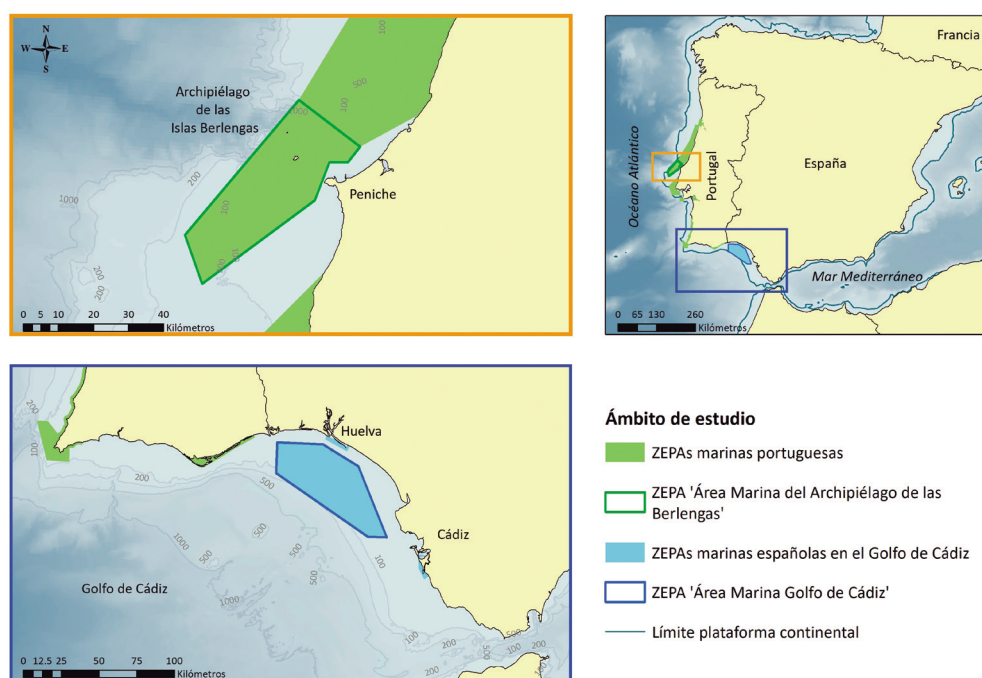 N
W E
S
Archipiélago
de las
Islas Berlengas
Peniche
100
500
100
1000
200
100
200
1000
200
200
0 5 10 20 30 40
Kilómetros
Francia
Océano Atlántico
Portugal
España
Mar Mediterráneo
0 65 130 260
Kilómetros
200
100
Huelva
200
500
Cádiz
100
1000
500
500
500
Golfo de Cádiz
1000
500
100
200
100
200
0 12.5 25 50 75 100
Kilómetros
Ámbito de estudio
ZEPAs marinas portuguesas
ZEPA 'Área Marina del Archipiélago de las
Berlengas'
ZEPAs marinas españolas en el Golfo de Cádiz
ZEPA 'Área Marina Golfo de Cádiz'
Límite plataforma continental